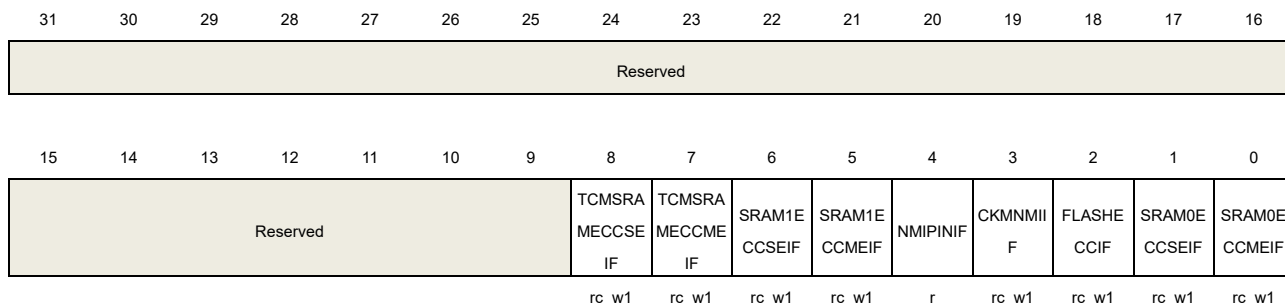 31 30 29 28 27 26 25 24 23 22 21 20 19 18 17 16
Reserved
15 14 13 12 11 10 9 8 7 6 5 4 3 2 1 0
Reserved
TCMSRA
MECCSE
IF
TCMSRA
MECCME
IF
SRAM1E
CCSEIF
SRAM1E
CCMEIF
NMIPINIF
CKMNMII
F
FLASHE
CCIF
SRAM0E
CCSEIF
SRAM0E
CCMEIF
rc_w1 rc_w1 rc_w1 rc_w1 r rc_w1 rc_w1 rc_w1 rc_w1